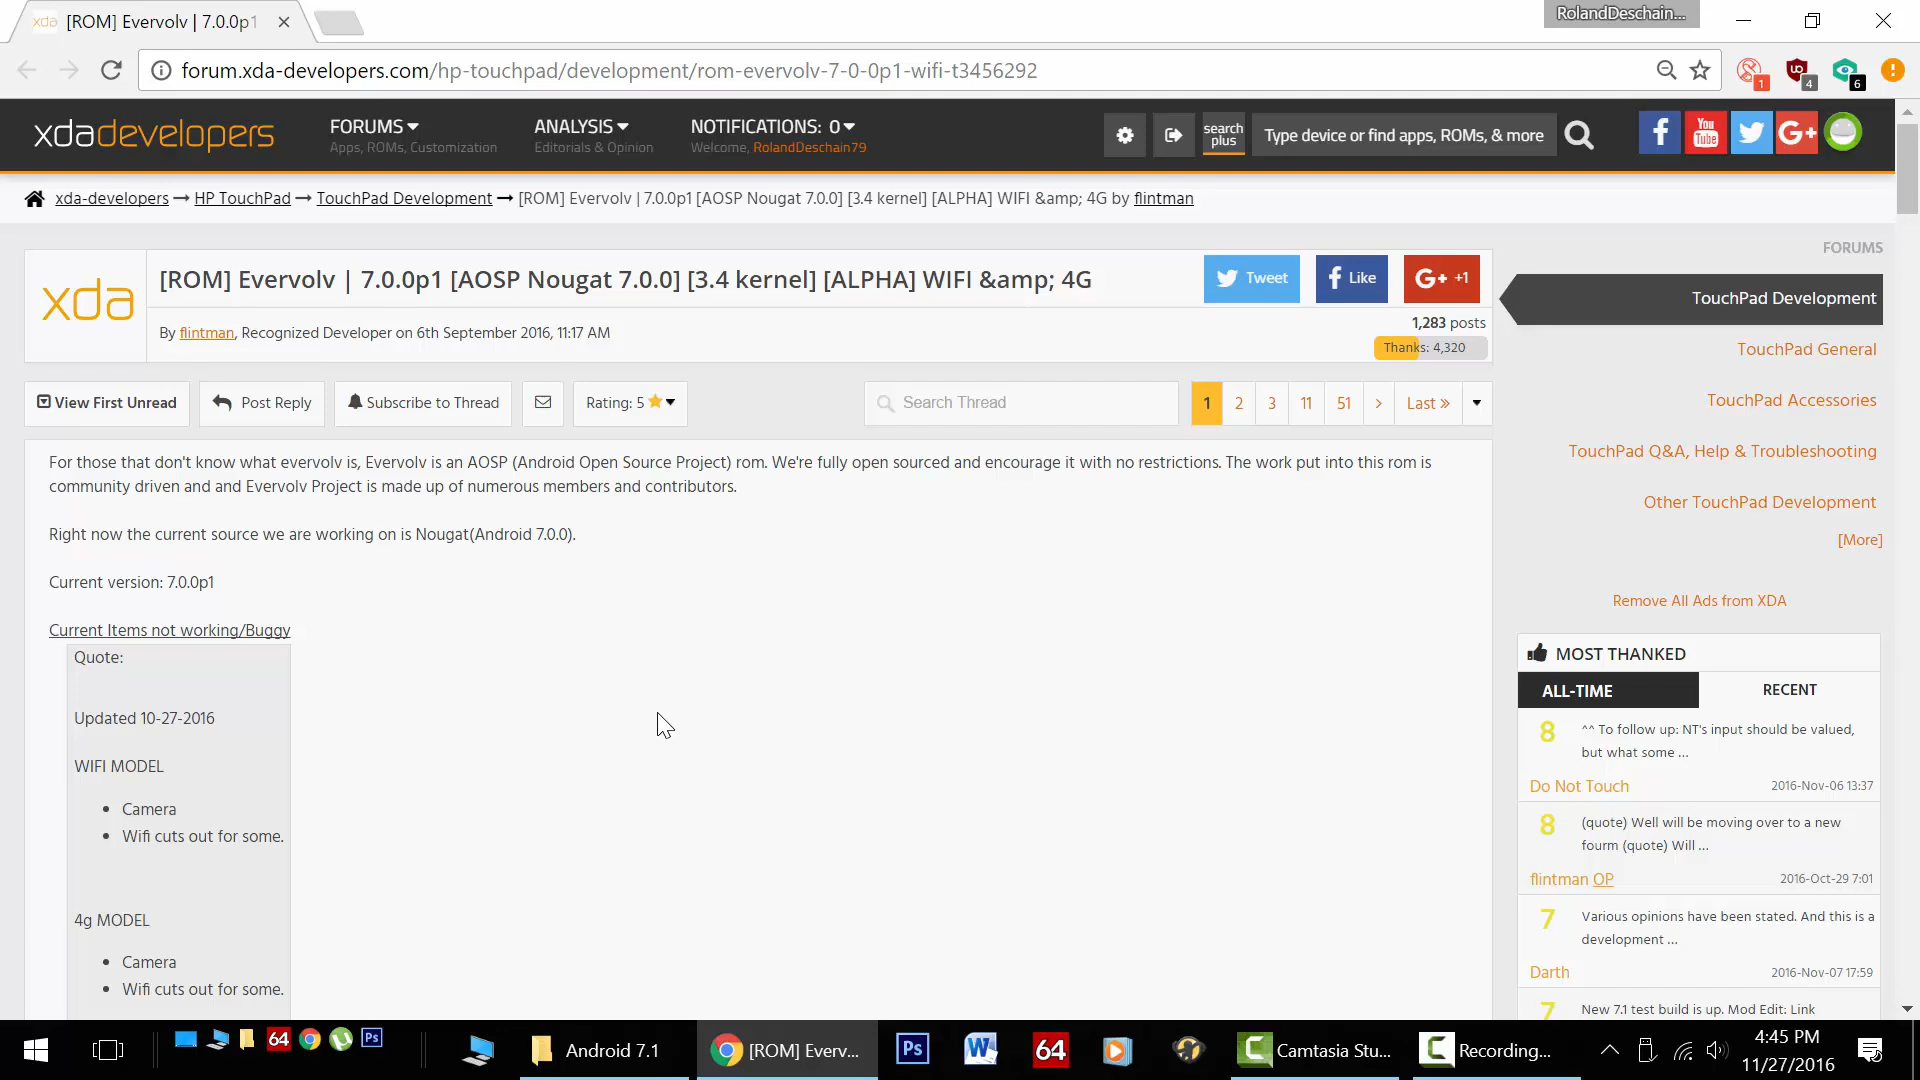 xda [ROM] Evervolv | 7.0.0p1
RolandDeschain...
forum.xda-developers.com/hp-touchpad/development/rom-evervolv-7-0-0p1-wifi-t3456292
1
4
6
xdadevelopers
FORUMS
Apps, ROMs, Customization
ANALYSIS
Editorials & Opinion
NOTIFICATIONS: 0
Welcome, RolandDeschain79
search
plus
Type device or find apps, ROMs, & more
You
Tube
G+
xda-developers → HP TouchPad → TouchPad Development → [ROM] Evervolv | 7.0.0p1 [AOSP Nougat 7.0.0] [3.4 kernel] [ALPHA] WIFI &amp; 4G by flintman
xda
[ROM] Evervolv | 7.0.0p1 [AOSP Nougat 7.0.0] [3.4 kernel] [ALPHA] WIFI &amp; 4G
Tweet
Like
G+ +1
By flintman, Recognized Developer on 6th September 2016, 11:17 AM
1,283 posts
Thanks: 4,320
View First Unread
Post Reply
Subscribe to Thread
Rating: 5
Search Thread
1 2 3 11 51 > Last »
For those that don't know what evervolv is, Evervolv is an AOSP (Android Open Source Project) rom. We're fully open sourced and encourage it with no restrictions. The work put into this rom is
community driven and and Evervolv Project is made up of numerous members and contributors.
Right now the current source we are working on is Nougat(Android 7.0.0).
Current version: 7.0.0p1
Current Items not working/Buggy
Quote:
Updated 10-27-2016
WIFI MODEL
• Camera
• Wifi cuts out for some.
4g MODEL
• Camera
• Wifi cuts out for some.
FORUMS
TouchPad Development
TouchPad General
TouchPad Accessories
TouchPad Q&A, Help & Troubleshooting
Other TouchPad Development
[More]
Remove All Ads from XDA
MOST THANKED
ALL-TIME
RECENT
8
^^ To follow up: NT's input should be valued,
but what some ...
Do Not Touch
2016-Nov-06 13:37
8
(quote) Well will be moving over to a new
fourm (quote) Will ...
flintman OP
2016-Oct-29 7:01
7
Various opinions have been stated. And this is a
development ...
Darth
2016-Nov-07 17:59
7
New 7.1 test build is up. Mod Edit: Link
64
Ps
Android 7.1
[ROM] Everv...
Ps
W
64
Camtasia Stu...
Recording...
4:45 PM
11/27/2016